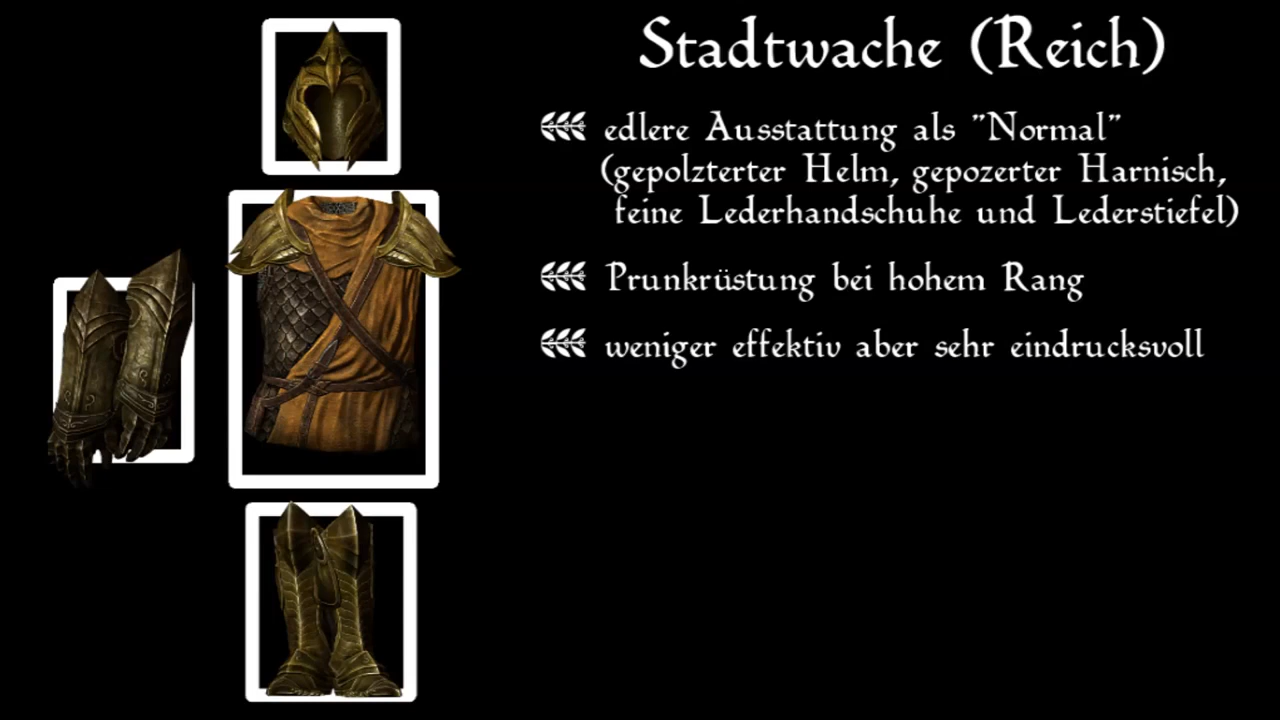 Stadtwache (Reich)
edlere Ausstattung als "Normal"
(gepolzterter Helm, gepozerter Harnisch,
feine Lederhandschuhe und Lederstiefel)
Prunkrüstung bei hohem Rang
weniger effektiv aber sehr eindrucksvoll